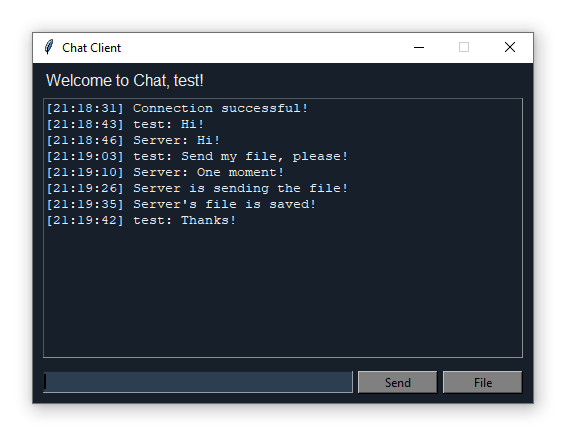 Chat Client
Welcome to Chat, test!
[21:18:31] Connection successful!
[21:18:43] test: Hi!
[21:18:46] Server: Hi!
[21:19:03] test: Send my file, please!
[21:19:10] Server: One moment!
[21:19:26] Server is sending the file!
[21:19:35] Server's file is saved!
[21:19:42] test: Thanks!
Send File